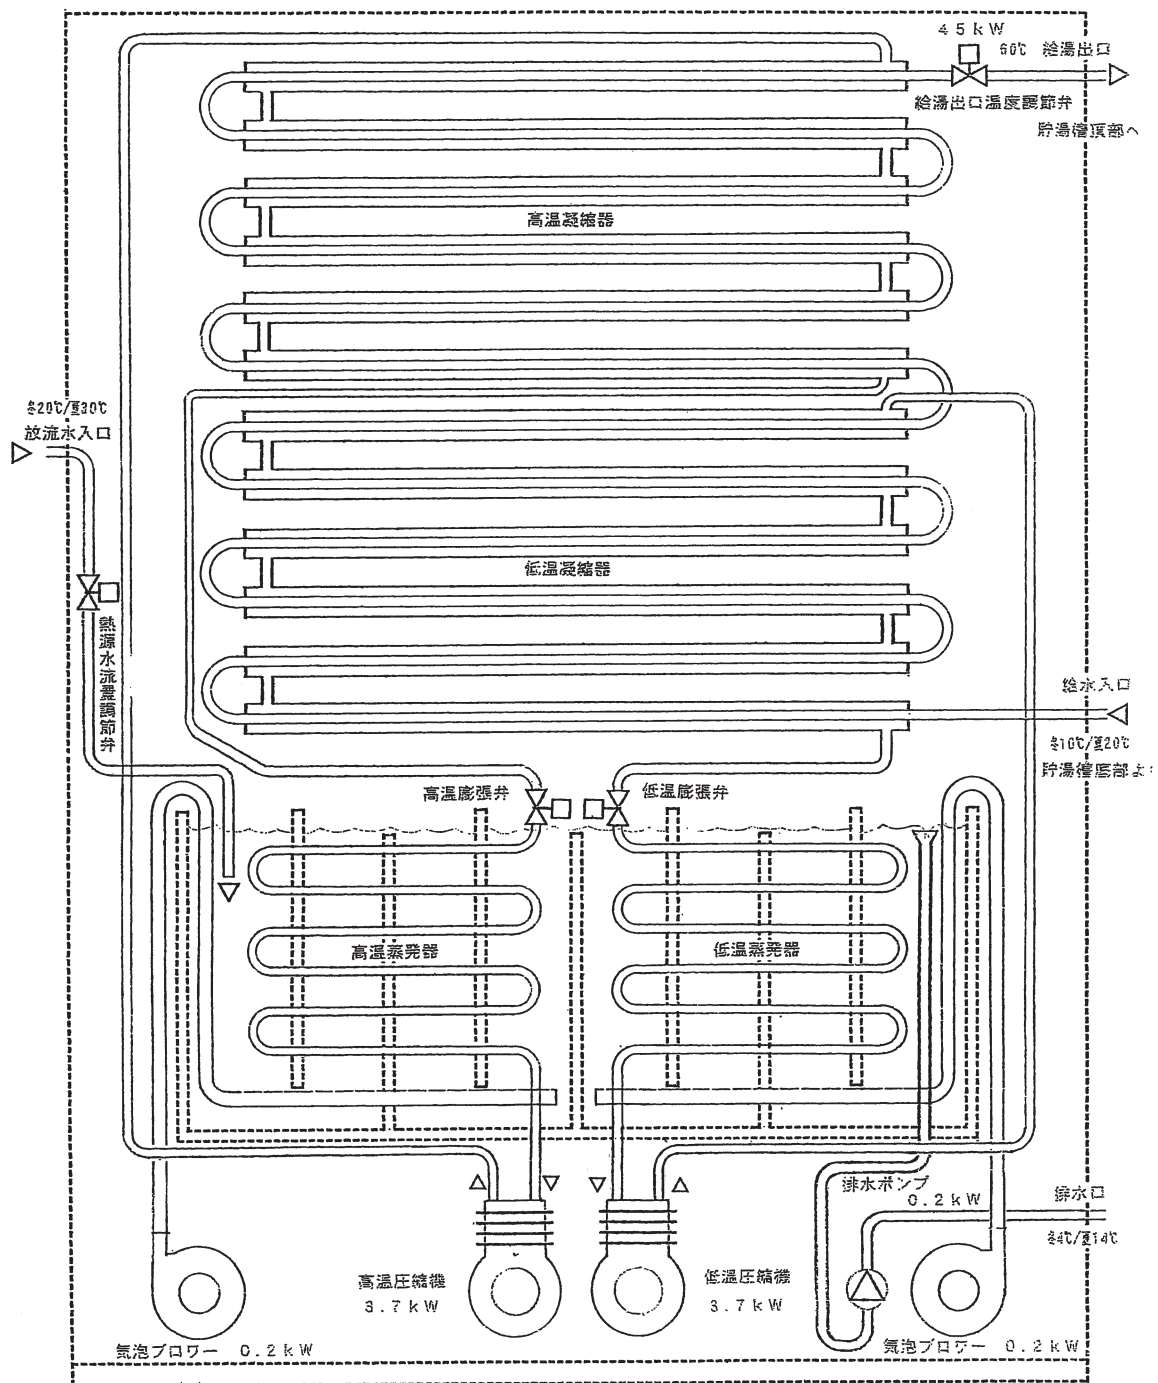 45kW
60℃ 給湯出口
給湯出口温度調節弁
貯湯槽頂部へ
高温凝縮器
冬20℃/夏30℃
放流水入口
低温凝縮器
熱源水流量調節弁
給水入口
冬10℃/夏20℃
貯湯槽底部よ
高温膨張弁
低温膨張弁
高温蒸発器
低温蒸発器
排水ポンプ
0.2kW
排水口
冬4℃/夏14℃
高温圧縮機
3.7kW
低温圧縮機
3.7kW
気泡ブロワー 0.2kW
気泡ブロワー 0.2kW